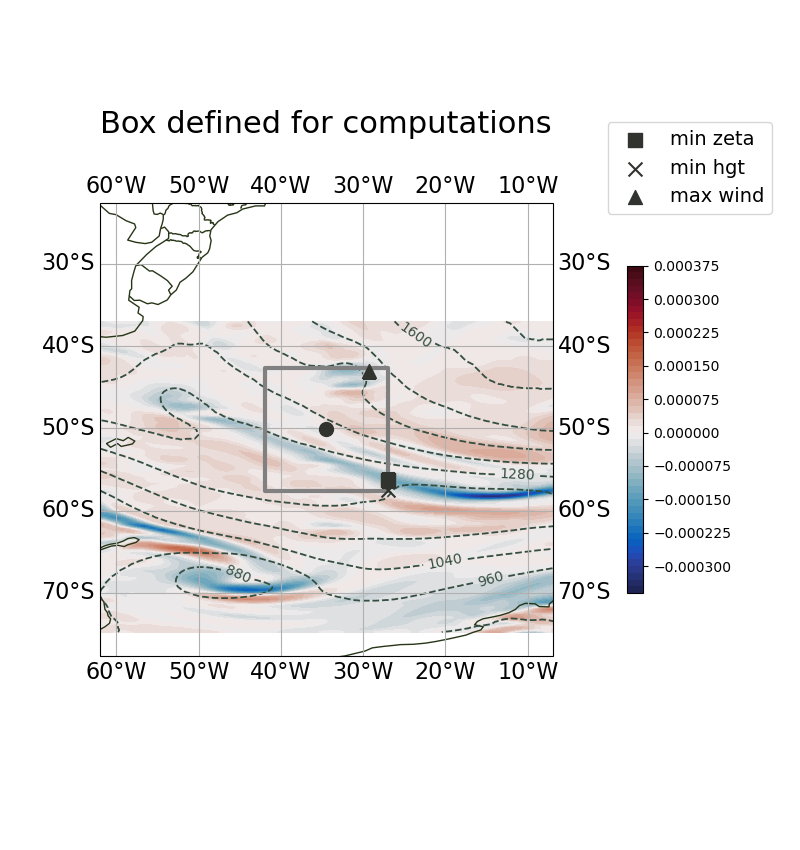 Box defined for computations
min zeta
min hgt
max wind
60°W 50°W 40°W 30°W 20°W 10°W
30°S 30°S
40°S 40°S
50°S 50°S
60°S 60°S
70°S 70°S
1600
1280
1040
960
880
60°W 50°W 40°W 30°W 20°W 10°W
0.000375
0.000300
0.000225
0.000150
0.000075
0.000000
−0.000075
−0.000150
−0.000225
−0.000300